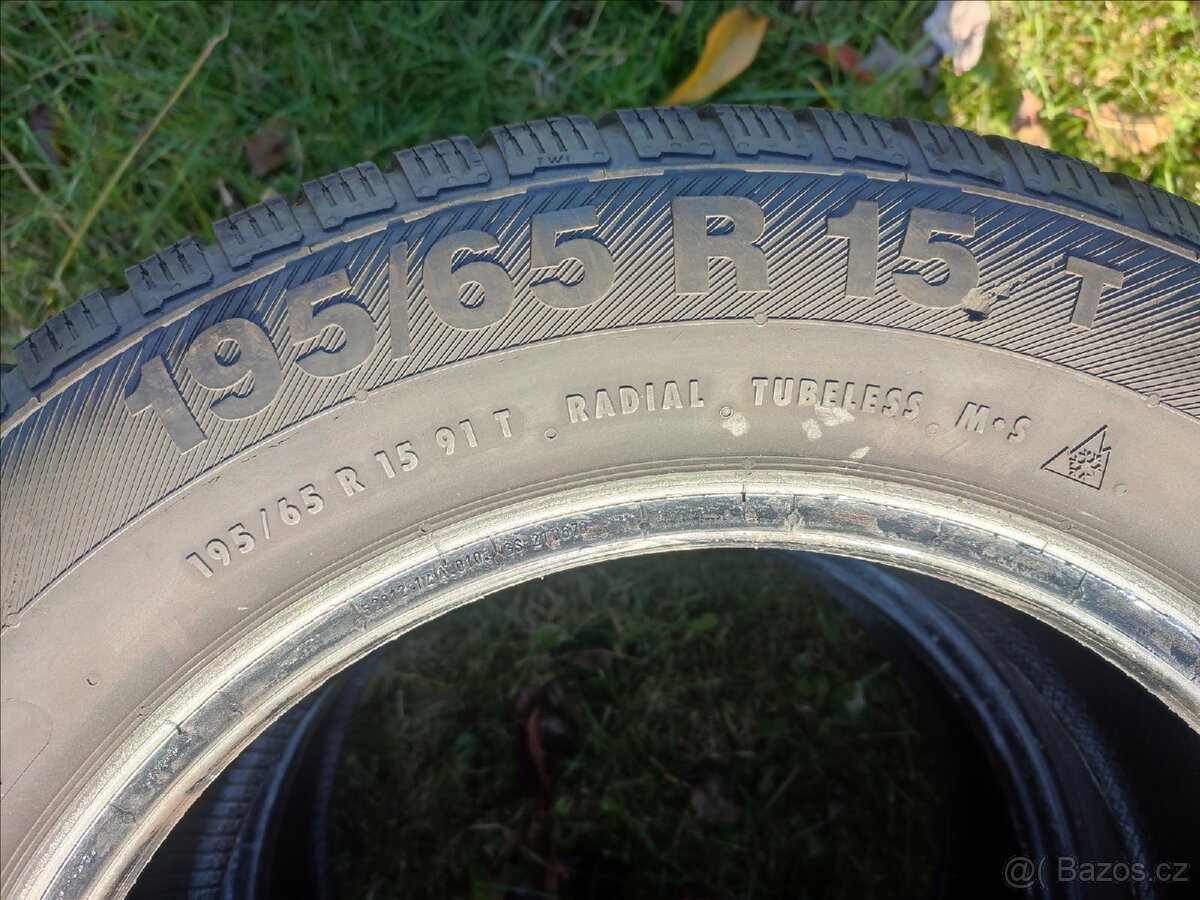 TWI
195/65 R 15 T
195/65 R 15 91 T RADIAL TUBELESS M•S
@( Bazos.cz